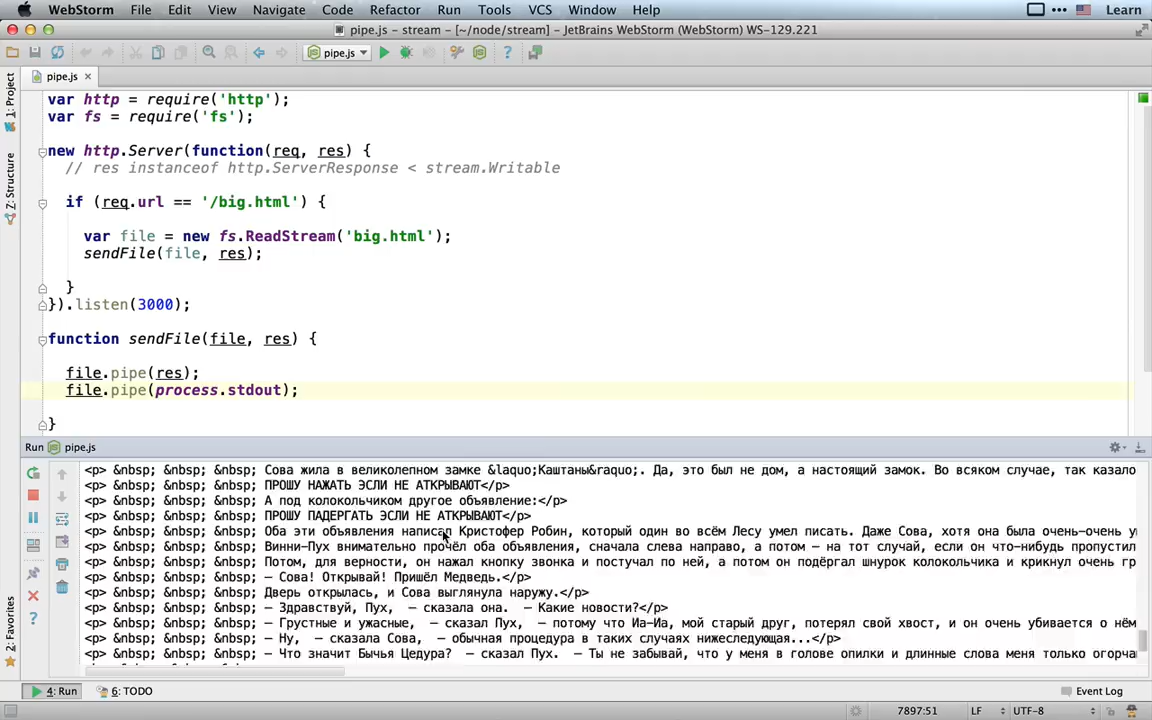 WebStorm File Edit View Navigate Code Refactor Run Tools VCS Window Help Learn
pipe.js - stream - [~/node/stream] - JetBrains WebStorm (WebStorm) WS-129.221
pipe.js
pipe.js
1: Project
Z: Structure
2: Favorites
var http = require('http');
var fs = require('fs');
new http.Server(function(req, res) {
// res instanceof http.ServerResponse < stream.Writable
if (req.url == '/big.html') {
var file = new fs.ReadStream('big.html');
sendFile(file, res);
}
}).listen(3000);
function sendFile(file, res) {
file.pipe(res);
file.pipe(process.stdout);
}
Run pipe.js
<p> &nbsp; &nbsp; &nbsp; Сова жила в великолепном замке &laquo;Каштаны&raquo;. Да, это был не дом, а настоящий замок. Во всяком случае, так казало
<p> &nbsp; &nbsp; &nbsp; ПРОШУ НАЖАТЬ ЭСЛИ НЕ АТКРЫВАЮТ</p>
<p> &nbsp; &nbsp; &nbsp; А под колокольчиком другое объявление:</p>
<p> &nbsp; &nbsp; &nbsp; ПРОШУ ПАДЕРГАТЬ ЭСЛИ НЕ АТКРЫВАЮТ</p>
<p> &nbsp; &nbsp; &nbsp; Оба эти объявления написал Кристофер Робин, который один во всём Лесу умел писать. Даже Сова, хотя она была очень-очень у
<p> &nbsp; &nbsp; &nbsp; Винни-Пух внимательно прочёл оба объявления, сначала слева направо, а потом — на тот случай, если он что-нибудь пропустил
<p> &nbsp; &nbsp; &nbsp; Потом, для верности, он нажал кнопку звонка и постучал по ней, а потом он подёргал шнурок колокольчика и крикнул очень гр
<p> &nbsp; &nbsp; &nbsp; — Сова! Открывай! Пришёл Медведь.</p>
<p> &nbsp; &nbsp; &nbsp; Дверь открылась, и Сова выглянула наружу.</p>
<p> &nbsp; &nbsp; &nbsp; — Здравствуй, Пух,  — сказала она.  — Какие новости?</p>
<p> &nbsp; &nbsp; &nbsp; — Грустные и ужасные,  — сказал Пух,  — потому что Иа-Иа, мой старый друг, потерял свой хвост, и он очень убивается о нём
<p> &nbsp; &nbsp; &nbsp; — Ну,  — сказала Сова,  — обычная процедура в таких случаях нижеследующая...</p>
<p> &nbsp; &nbsp; &nbsp; — Что значит Бычья Цедура?  — сказал Пух.  — Ты не забывай, что у меня в голове опилки и длинные слова меня только огорча
4: Run 6: TODO Event Log
7897:51 LF UTF-8